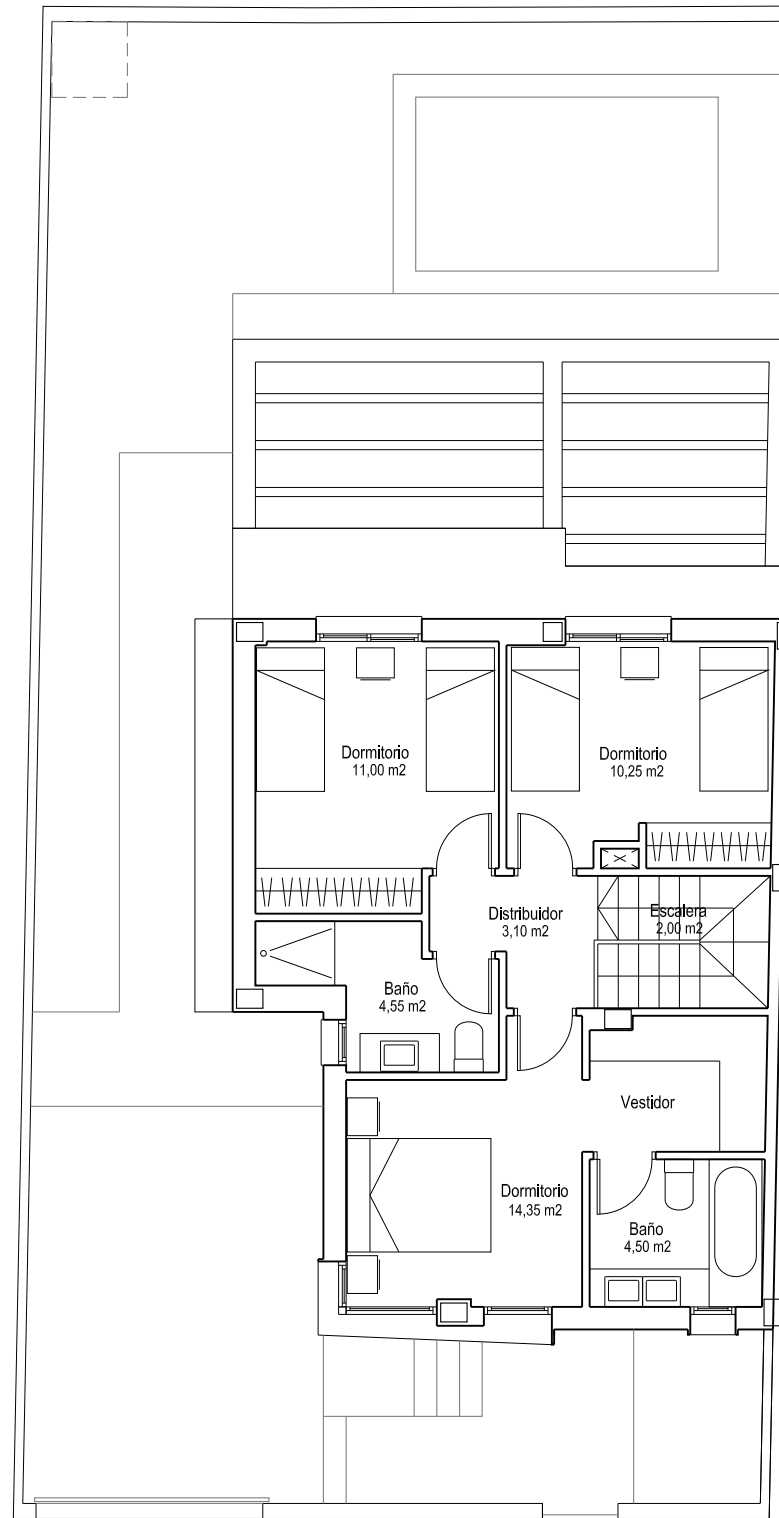 Dormitorio
11,00 m2
Dormitorio
10,25 m2
Distribuidor
3,10 m2
Escalera
2,00 m2
Baño
4,55 m2
Vestidor
Dormitorio
14,35 m2
Baño
4,50 m2